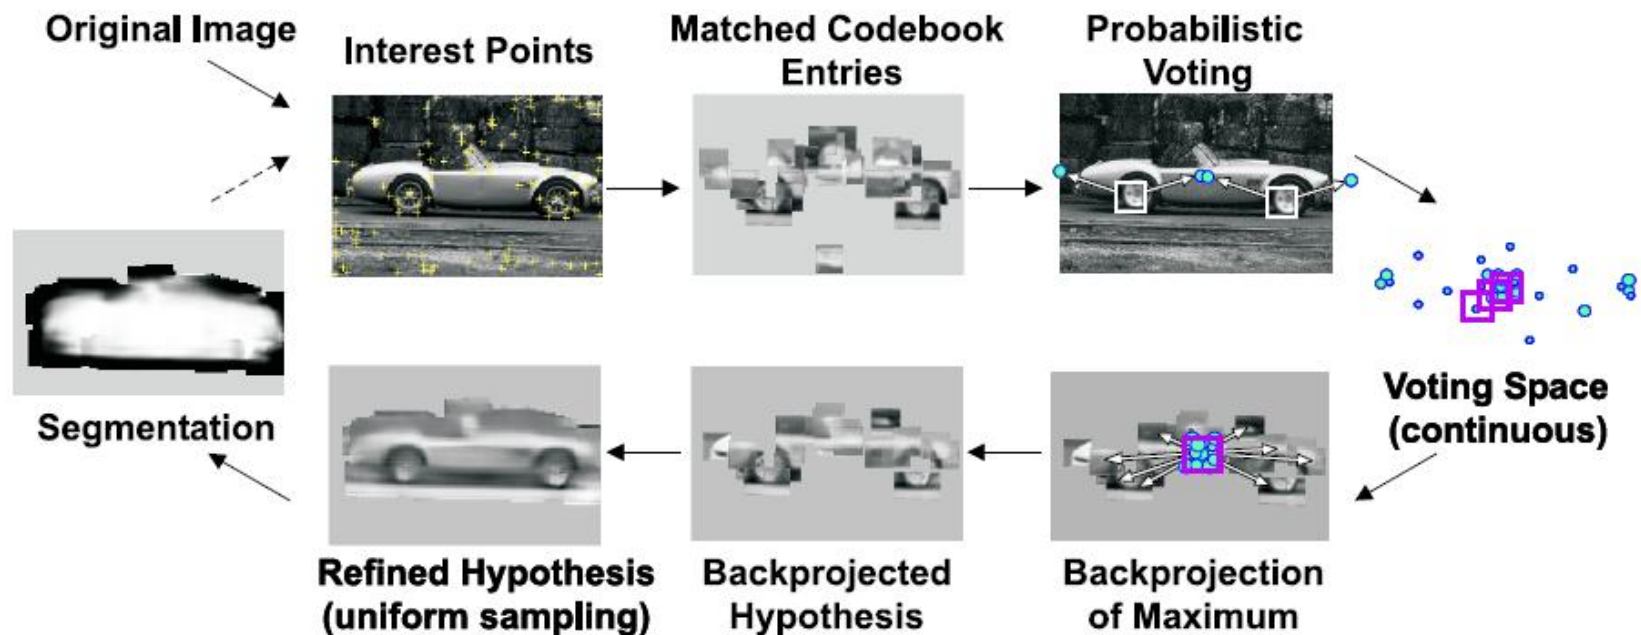 Original Image
Interest Points
Matched Codebook
Entries
Probabilistic
Voting
Voting Space
(continuous)
Segmentation
Refined Hypothesis
(uniform sampling)
Backprojected
Hypothesis
Backprojection
of Maximum